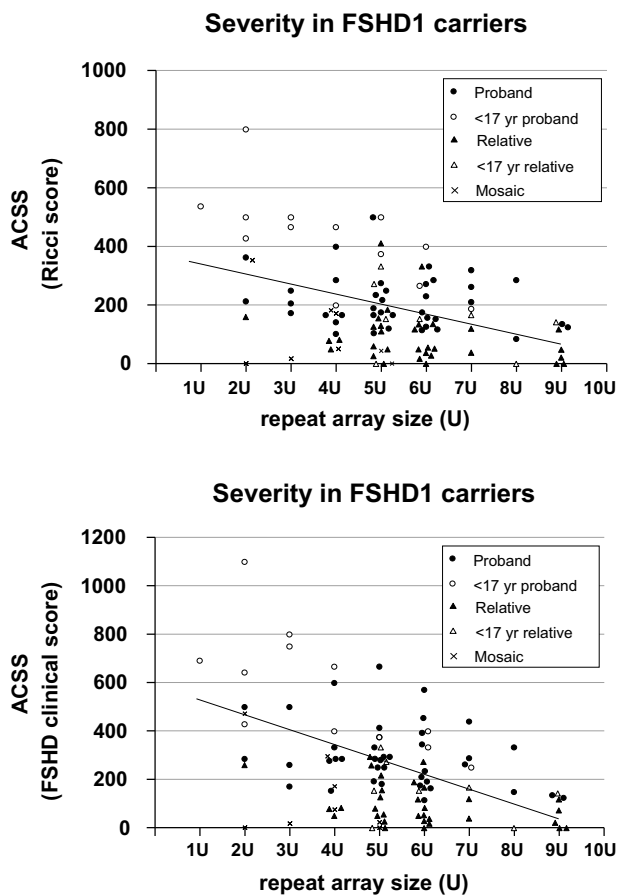 Severity in FSHD1 carriers
ACSS
(Ricci score)
1000
800
600
400
200
0
Proband
<17 yr proband
Relative
<17 yr relative
Mosaic
1U 2U 3U 4U 5U 6U 7U 8U 9U 10U
repeat array size (U)
Severity in FSHD1 carriers
ACSS
(FSHD clinical score)
1200
1000
800
600
400
200
0
Proband
<17 yr proband
Relative
<17 yr relative
Mosaic
1U 2U 3U 4U 5U 6U 7U 8U 9U 10U
repeat array size (U)